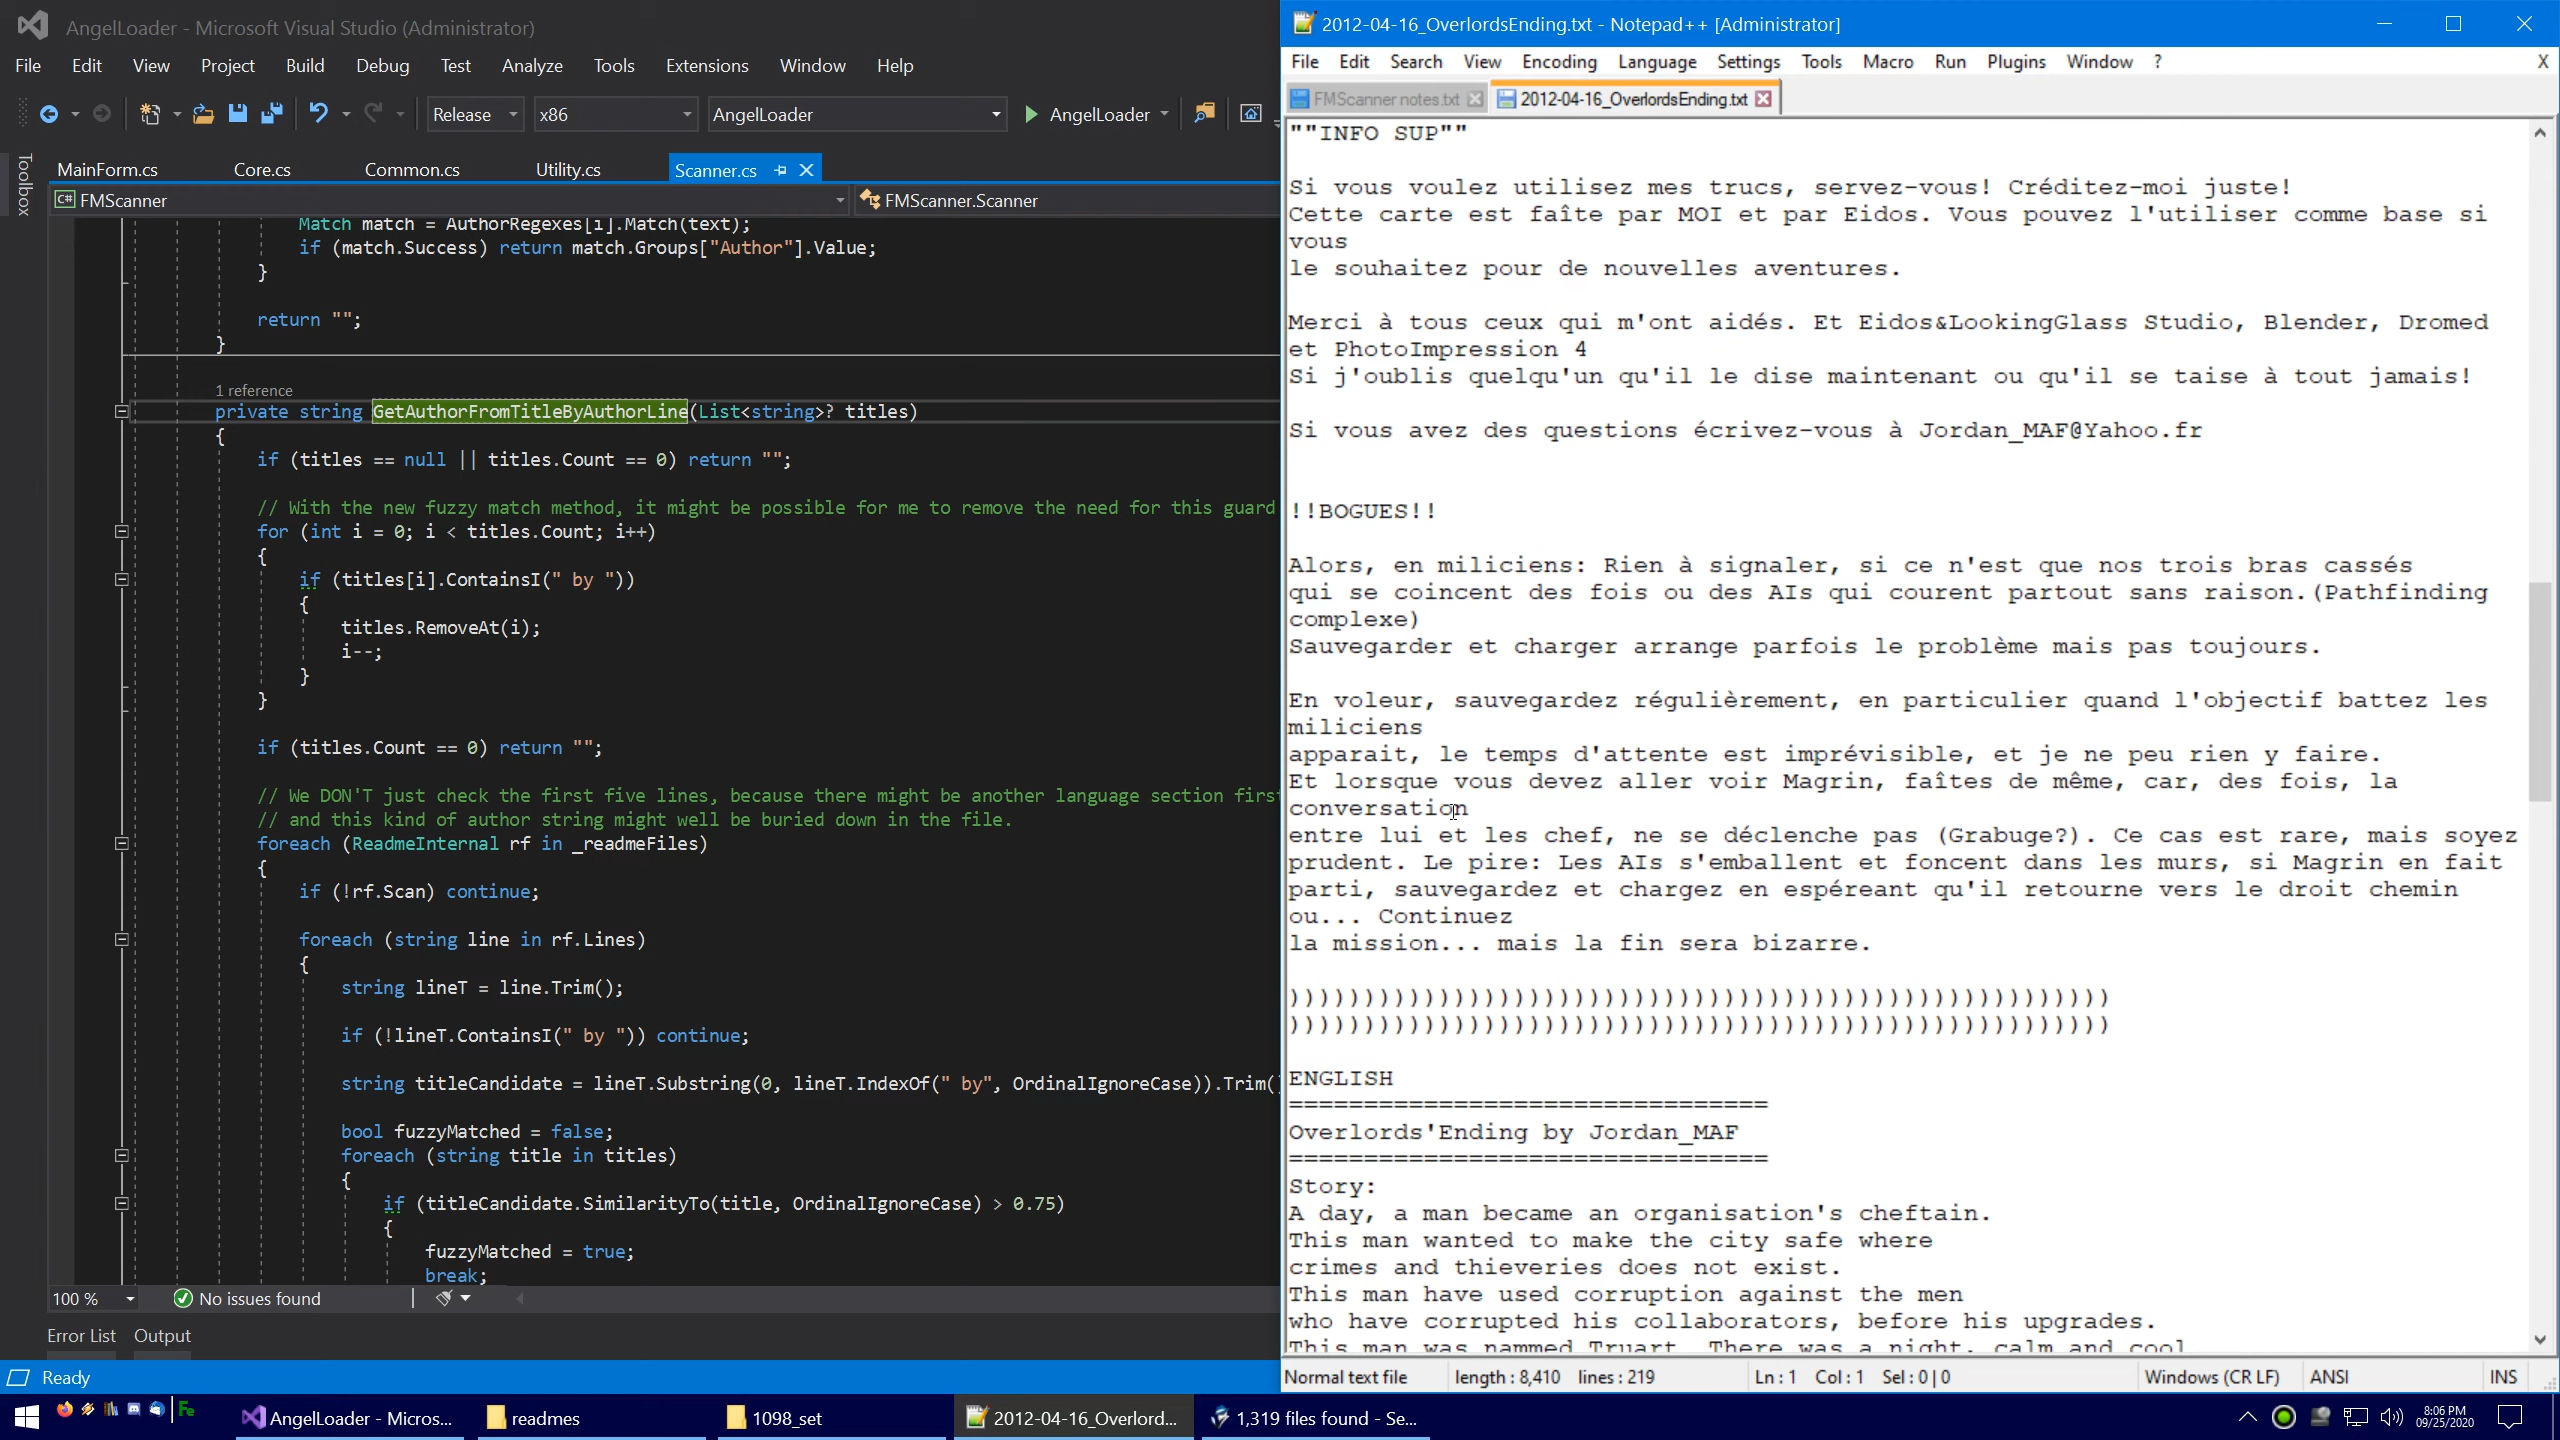 AngelLoader - Microsoft Visual Studio (Administrator)
File Edit View Project Build Debug Test Analyze Tools Extensions Window Help
Release x86 AngelLoader AngelLoader
Toolbox
MainForm.cs Core.cs Common.cs Utility.cs Scanner.cs
C# FMScanner FMScanner.Scanner
Match match = AuthorRegexes[i].Match(text);
if (match.Success) return match.Groups["Author"].Value;
}
return "";
}
1 reference
private string GetAuthorFromTitleByAuthorLine(List<string>? titles)
{
if (titles == null || titles.Count == 0) return "";
// With the new fuzzy match method, it might be possible for me to remove the need for this guard
for (int i = 0; i < titles.Count; i++)
{
if (titles[i].ContainsI(" by "))
{
titles.RemoveAt(i);
i--;
}
}
if (titles.Count == 0) return "";
// We DON'T just check the first five lines, because there might be another language section first
// and this kind of author string might well be buried down in the file.
foreach (ReadmeInternal rf in _readmeFiles)
{
if (!rf.Scan) continue;
foreach (string line in rf.Lines)
{
string lineT = line.Trim();
if (!lineT.ContainsI(" by ")) continue;
string titleCandidate = lineT.Substring(0, lineT.IndexOf(" by", OrdinalIgnoreCase)).Trim(
bool fuzzyMatched = false;
foreach (string title in titles)
{
if (titleCandidate.SimilarityTo(title, OrdinalIgnoreCase) > 0.75)
{
fuzzyMatched = true;
break;
100 % No issues found
Error List Output
Ready
2012-04-16_OverlordsEnding.txt - Notepad++ [Administrator]
File Edit Search View Encoding Language Settings Tools Macro Run Plugins Window ? X
FMScanner notes.txt 2012-04-16_OverlordsEnding.txt
""INFO SUP""
Si vous voulez utilisez mes trucs, servez-vous! Créditez-moi juste!
Cette carte est faîte par MOI et par Eidos. Vous pouvez l'utiliser comme base si
vous
le souhaitez pour de nouvelles aventures.
Merci à tous ceux qui m'ont aidés. Et Eidos&LookingGlass Studio, Blender, Dromed
et PhotoImpression 4
Si j'oublis quelqu'un qu'il le dise maintenant ou qu'il se taise à tout jamais!
Si vous avez des questions écrivez-vous à Jordan_MAF@Yahoo.fr
!!BOGUES!!
Alors, en miliciens: Rien à signaler, si ce n'est que nos trois bras cassés
qui se coincent des fois ou des AIs qui courent partout sans raison.(Pathfinding
complexe)
Sauvegarder et charger arrange parfois le problème mais pas toujours.
En voleur, sauvegardez régulièrement, en particulier quand l'objectif battez les
miliciens
apparait, le temps d'attente est imprévisible, et je ne peu rien y faire.
Et lorsque vous devez aller voir Magrin, faîtes de même, car, des fois, la
conversation
entre lui et les chef, ne se déclenche pas (Grabuge?). Ce cas est rare, mais soyez
prudent. Le pire: Les AIs s'emballent et foncent dans les murs, si Magrin en fait
parti, sauvegardez et chargez en espéreant qu'il retourne vers le droit chemin
ou... Continuez
la mission... mais la fin sera bizarre.
)))))))))))))))))))))))))))))))))))))))))))))))))))))))
)))))))))))))))))))))))))))))))))))))))))))))))))))))))
ENGLISH
================================
Overlords'Ending by Jordan_MAF
================================
Story:
A day, a man became an organisation's cheftain.
This man wanted to make the city safe where
crimes and thieveries does not exist.
This man have used corruption against the men
who have corrupted his collaborators, before his upgrades.
This man was nammed Truart. There was a night, calm and cool
Normal text file length : 8,410 lines : 219 Ln : 1 Col : 1 Sel : 0 | 0 Windows (CR LF) ANSI INS
Fe AngelLoader - Micros... readmes 1098_set 2012-04-16_Overlord... 1,319 files found - Se... 8:06 PM
09/25/2020